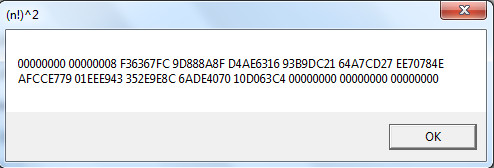 (n!)^2
00000000 00000008 F36367FC 9D888A8F D4AE6316 93B9DC21 64A7CD27 EE70784E
AFCCE779 01EEE943 352E9E8C 6ADE4070 10D063C4 00000000 00000000 00000000
OK